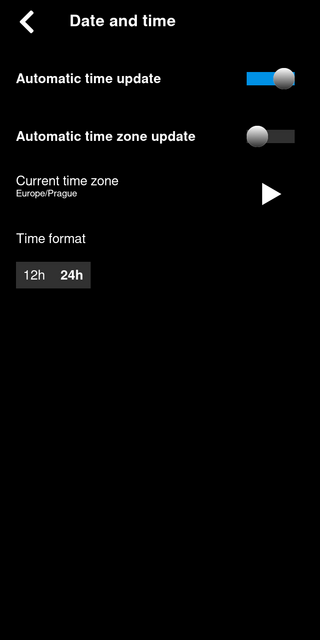 Date and time
Automatic time update
Automatic time zone update
Current time zone
Europe/Prague
Time format
12h 24h